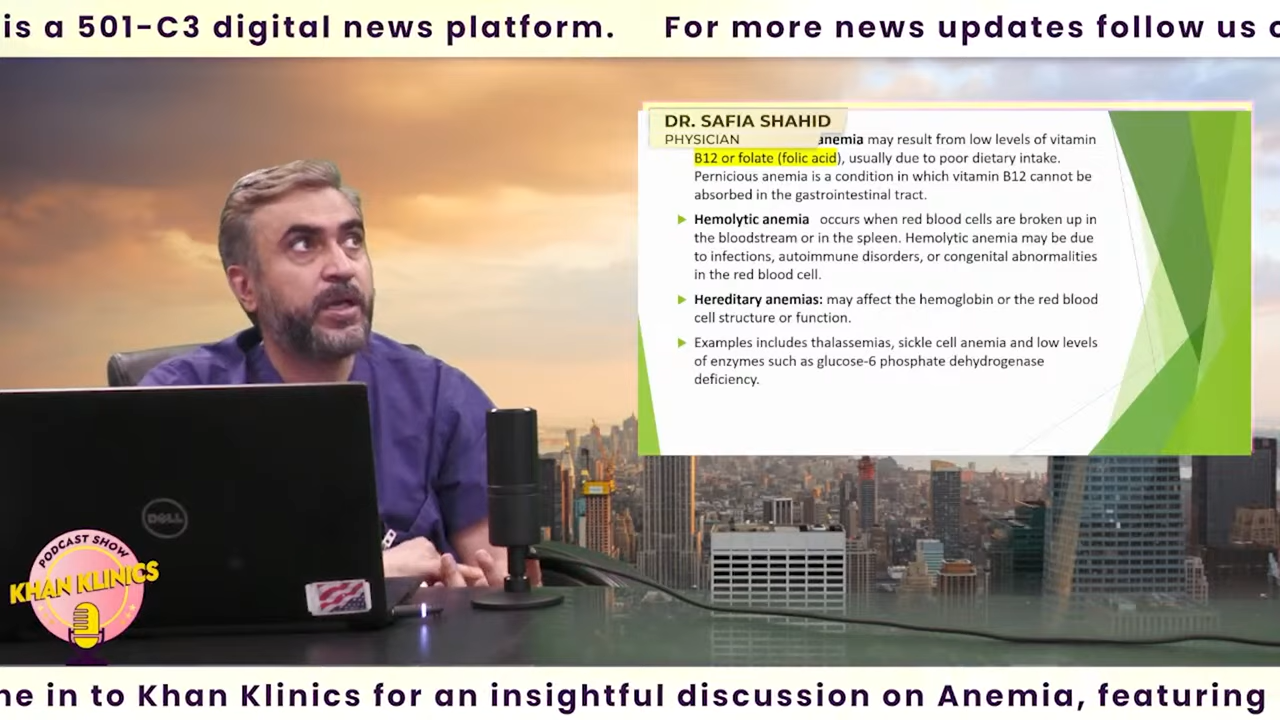 is a 501-C3 digital news platform. For more news updates follow us o
DR. SAFIA SHAHID
PHYSICIAN
anemia may result from low levels of vitamin
B12 or folate (folic acid), usually due to poor dietary intake.
Pernicious anemia is a condition in which vitamin B12 cannot be
absorbed in the gastrointestinal tract.
Hemolytic anemia occurs when red blood cells are broken up in
the bloodstream or in the spleen. Hemolytic anemia may be due
to infections, autoimmune disorders, or congenital abnormalities
in the red blood cell.
Hereditary anemias: may affect the hemoglobin or the red blood
cell structure or function.
Examples includes thalassemias, sickle cell anemia and low levels
of enzymes such as glucose-6 phosphate dehydrogenase
deficiency.
DELL
PODCAST SHOW
KHAN KLINICS
ne in to Khan Klinics for an insightful discussion on Anemia, featuring